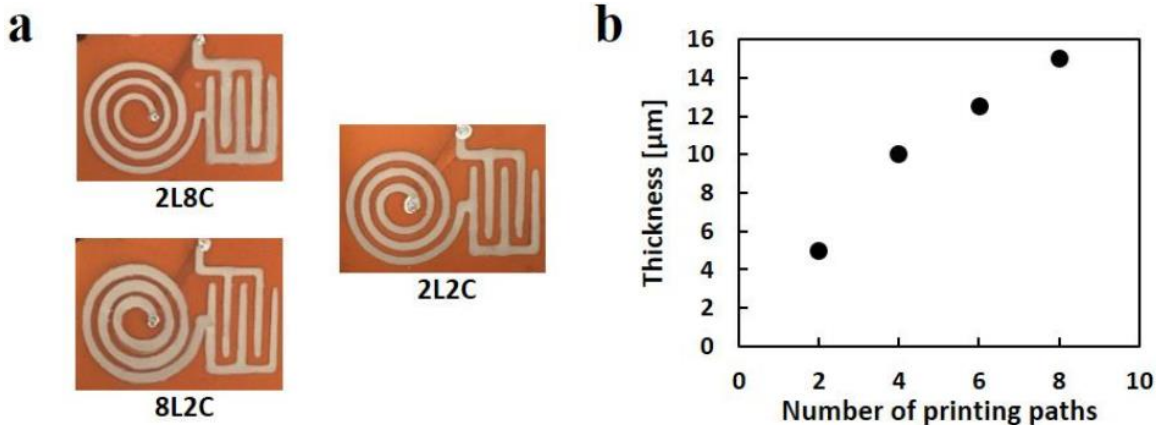 a
2L8C
8L2C
2L2C
b
Thickness [µm]
16
14
12
10
8
6
4
2
0
0 2 4 6 8 10
Number of printing paths